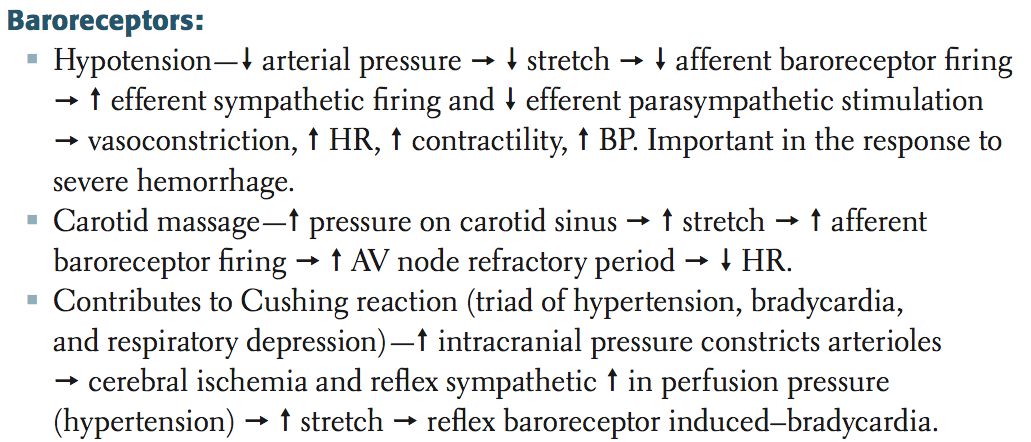 Baroreceptors:
▪ Hypotension—↓ arterial pressure → ↓ stretch → ↓ afferent baroreceptor firing
→ ↑ efferent sympathetic firing and ↓ efferent parasympathetic stimulation
→ vasoconstriction, ↑ HR, ↑ contractility, ↑ BP. Important in the response to
severe hemorrhage.
▪ Carotid massage—↑ pressure on carotid sinus → ↑ stretch → ↑ afferent
baroreceptor firing → ↑ AV node refractory period → ↓ HR.
▪ Contributes to Cushing reaction (triad of hypertension, bradycardia,
and respiratory depression)—↑ intracranial pressure constricts arterioles
→ cerebral ischemia and reflex sympathetic ↑ in perfusion pressure
(hypertension) → ↑ stretch → reflex baroreceptor induced–bradycardia.